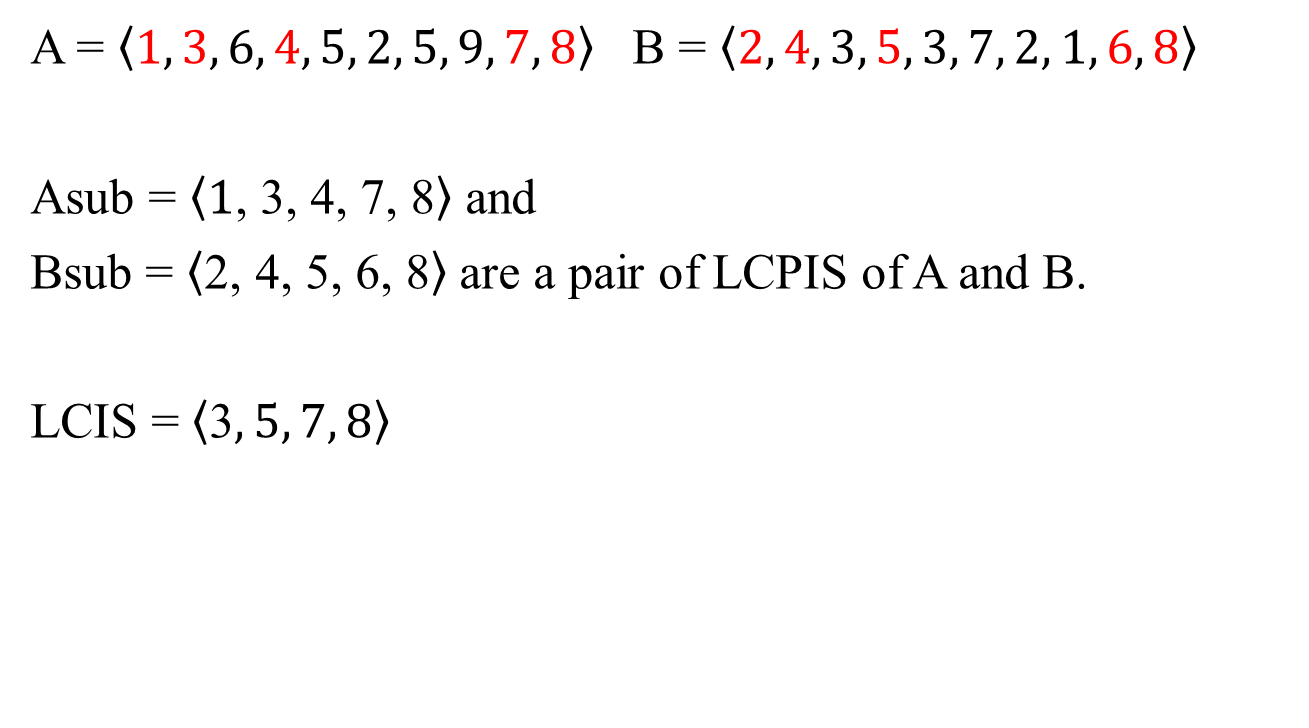 A = ⟨1, 3, 6, 4, 5, 2, 5, 9, 7, 8⟩ B = ⟨2, 4, 3, 5, 3, 7, 2, 1, 6, 8⟩
Asub = ⟨1, 3, 4, 7, 8⟩ and
Bsub = ⟨2, 4, 5, 6, 8⟩ are a pair of LCPIS of A and B.
LCIS = ⟨3, 5, 7, 8⟩